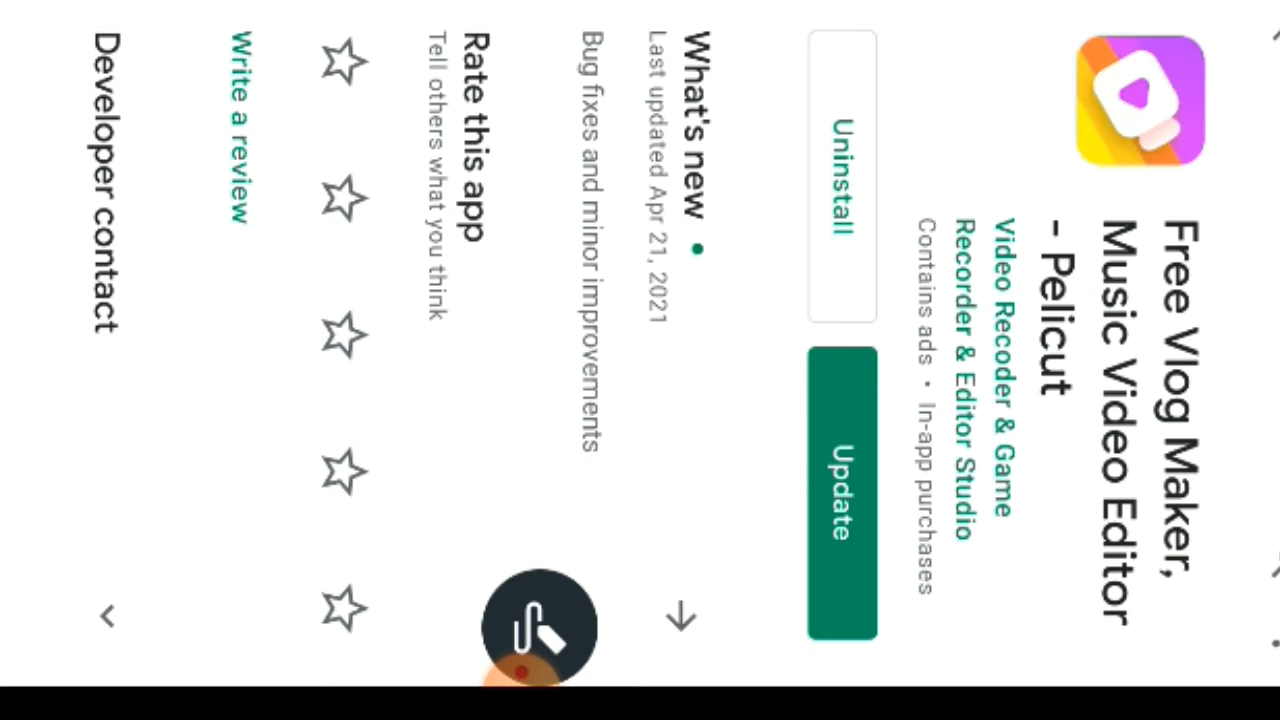 Free Vlog Maker,
Music Video Editor
- Pelicut
Video Recoder & Game
Recorder & Editor Studio
Contains ads • In-app purchases
Uninstall
Update
What's new •
Last updated Apr 21, 2021
Bug fixes and minor improvements
Rate this app
Tell others what you think
Write a review
Developer contact